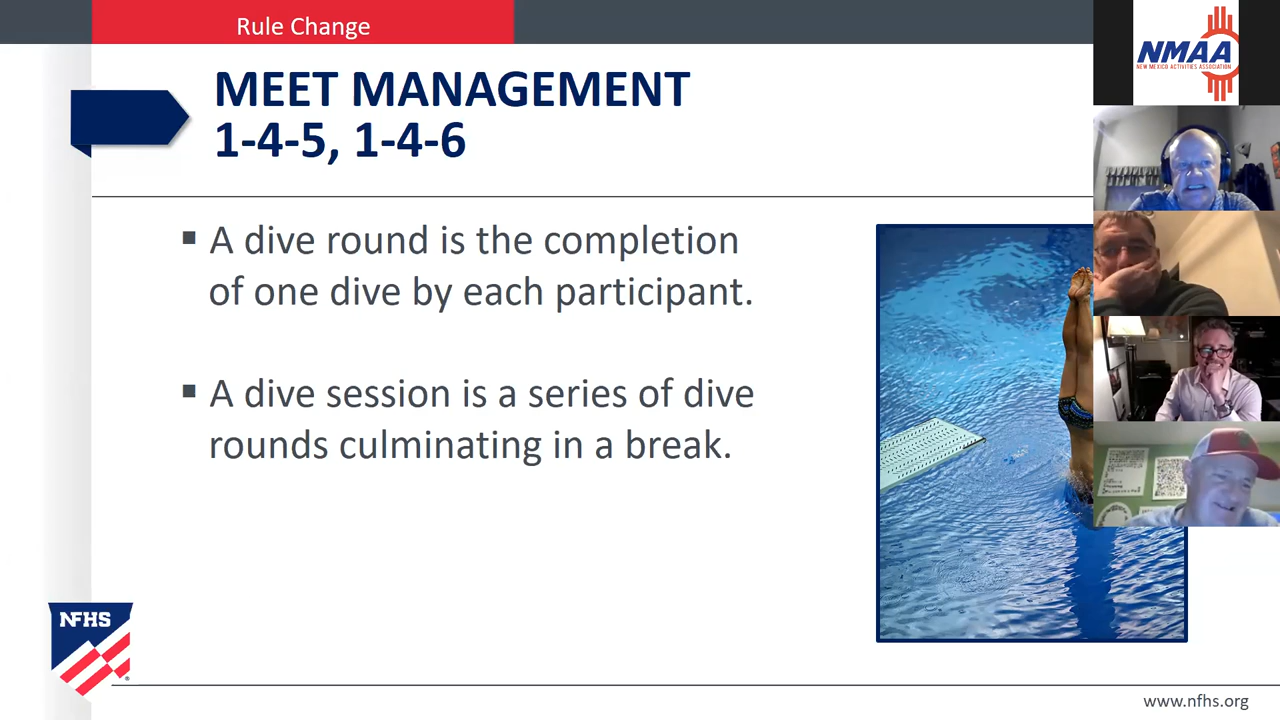 Rule Change
MEET MANAGEMENT
1-4-5, 1-4-6
▪ A dive round is the completion
of one dive by each participant.
▪ A dive session is a series of dive
rounds culminating in a break.
NFHS
www.nfhs.org
NMAA
NEW MEXICO ACTIVITIES ASSOCIATION